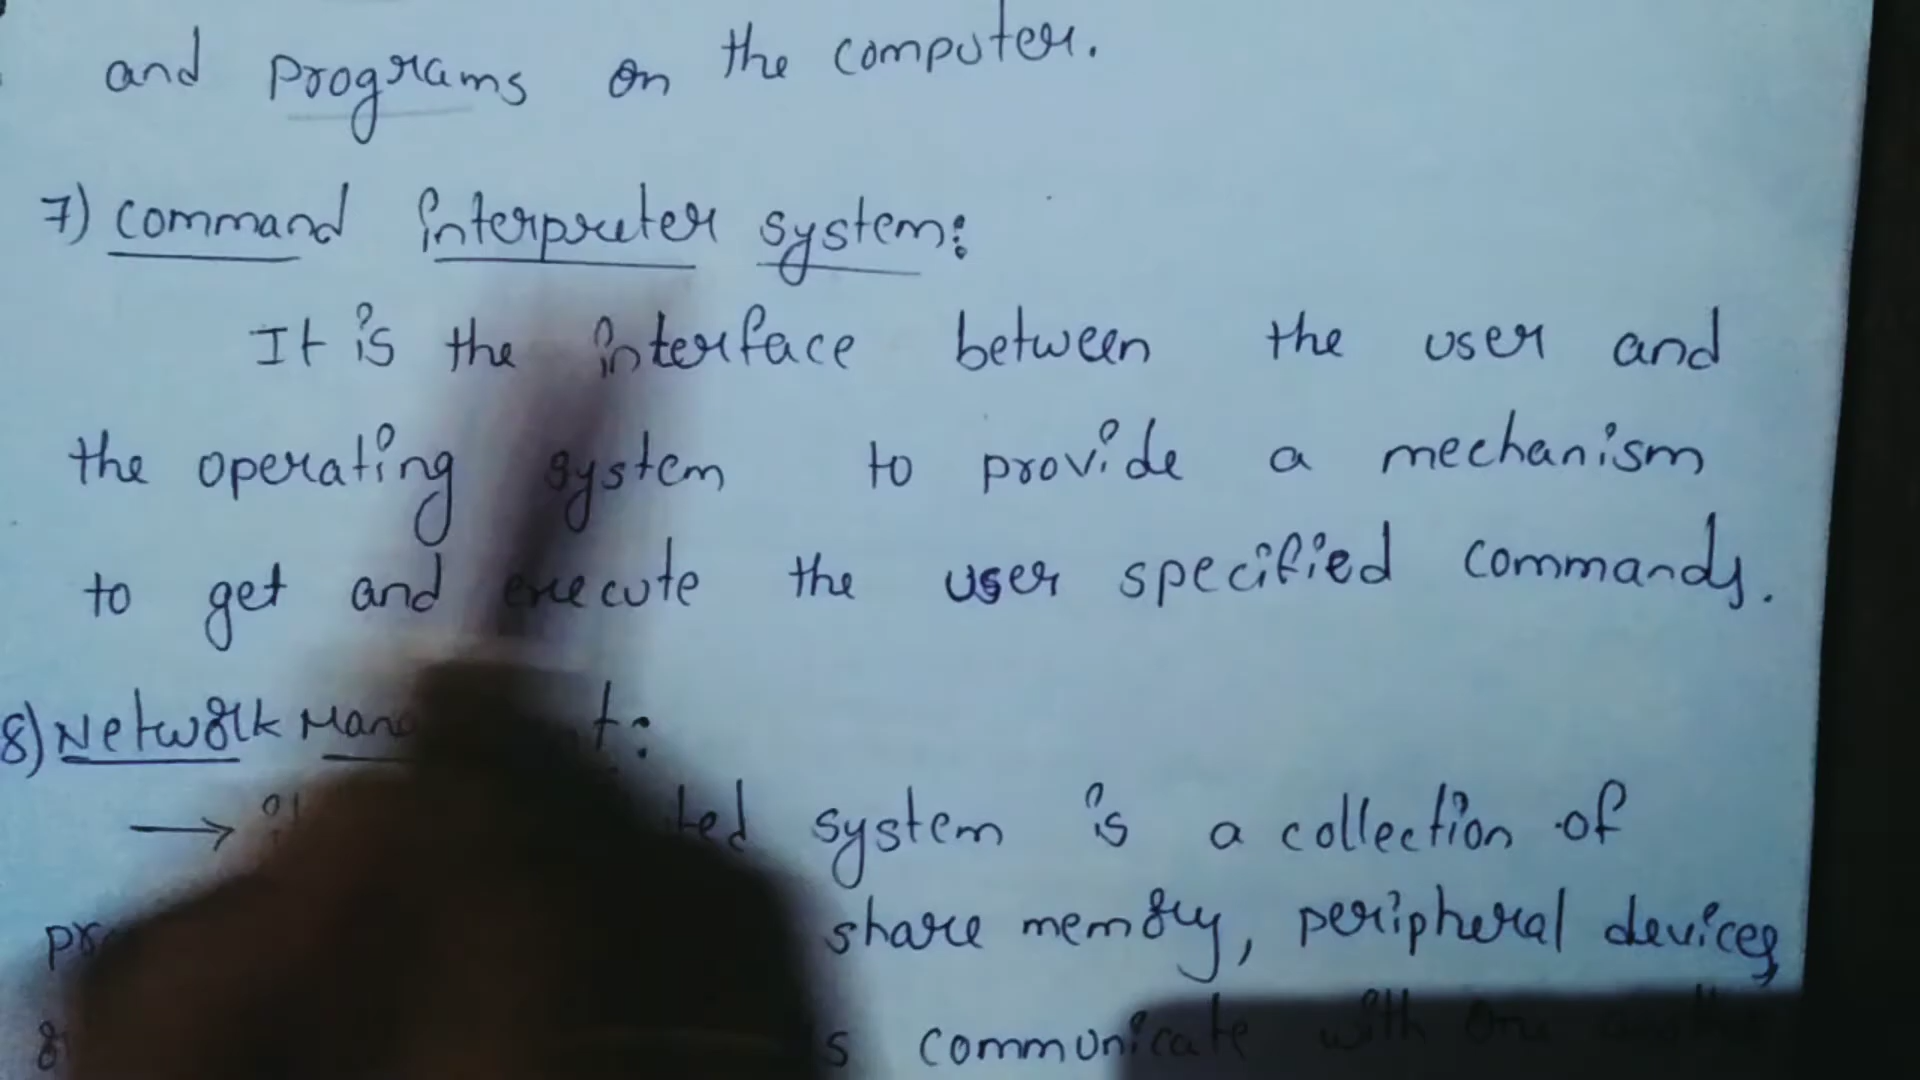 and programs on the computer.
7) Command interpreter system:
It is the interface between the user and
the operating system to provide a mechanism
to get and execute the user specified commands.
8) Network
system is a collection of
share memory, peripheral devices
communicate with one